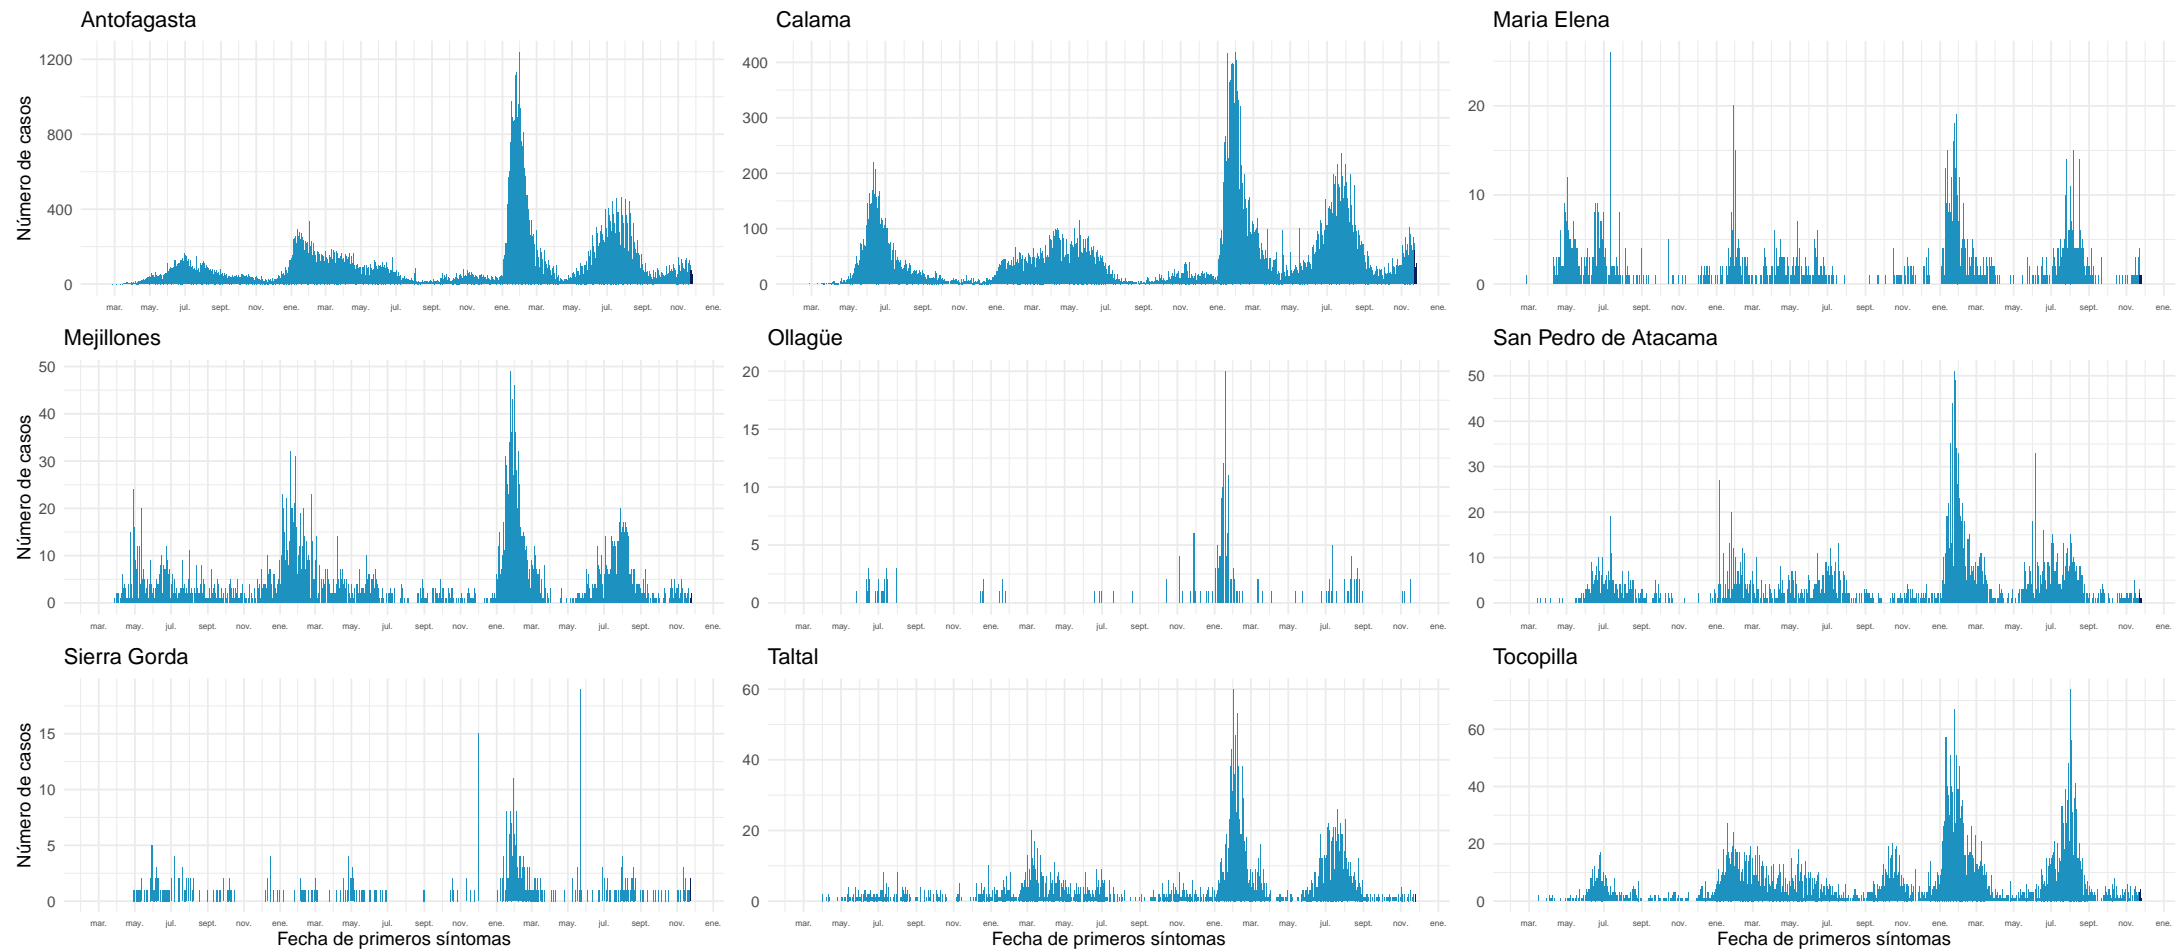 Antofagasta
Calama
Maria Elena
Número de casos
1200
800
400
0
400
300
200
100
0
20
10
0
mar. may. jul. sept. nov. ene. mar. may. jul. sept. nov. ene. mar. may. jul. sept. nov. ene.
mar. may. jul. sept. nov. ene. mar. may. jul. sept. nov. ene. mar. may. jul. sept. nov. ene.
mar. may. jul. sept. nov. ene. mar. may. jul. sept. nov. ene. mar. may. jul. sept. nov. ene.
Mejillones
Ollagüe
San Pedro de Atacama
Número de casos
50
40
30
20
10
0
20
15
10
5
0
50
40
30
20
10
0
mar. may. jul. sept. nov. ene. mar. may. jul. sept. nov. ene. mar. may. jul. sept. nov. ene.
mar. may. jul. sept. nov. ene. mar. may. jul. sept. nov. ene. mar. may. jul. sept. nov. ene.
mar. may. jul. sept. nov. ene. mar. may. jul. sept. nov. ene. mar. may. jul. sept. nov. ene.
Sierra Gorda
Taltal
Tocopilla
Número de casos
15
10
5
0
60
40
20
0
60
40
20
0
mar. may. jul. sept. nov. ene. mar. may. jul. sept. nov. ene. mar. may. jul. sept. nov. ene.
mar. may. jul. sept. nov. ene. mar. may. jul. sept. nov. ene. mar. may. jul. sept. nov. ene.
mar. may. jul. sept. nov. ene. mar. may. jul. sept. nov. ene. mar. may. jul. sept. nov. ene.
Fecha de primeros síntomas
Fecha de primeros síntomas
Fecha de primeros síntomas